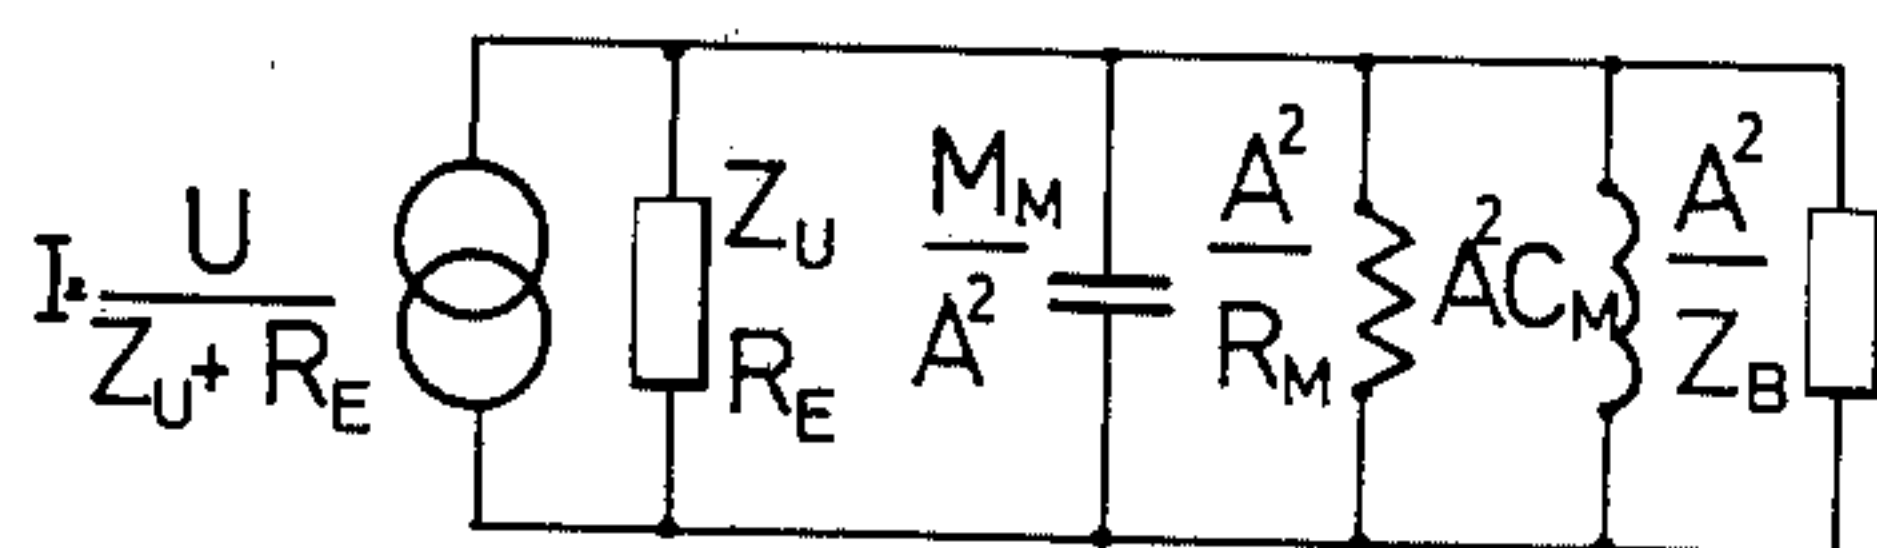 I = U / (Z_U + R_E)
Z_U
R_E
M_M / A²
A² / R_M
A²C_M
A² / Z_B